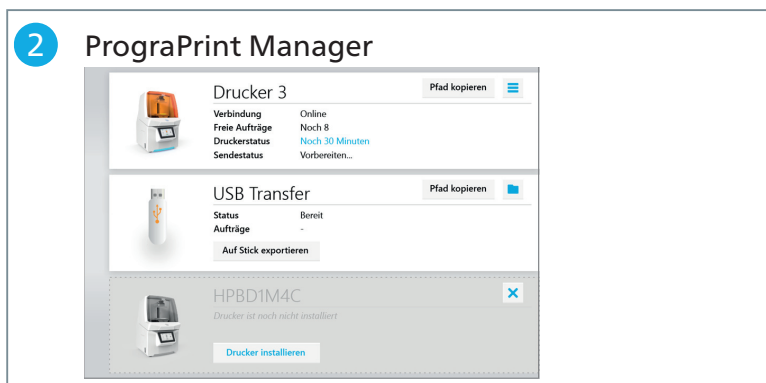 2 PrograPrint Manager
Drucker 3
Pfad kopieren
Verbindung Online
Freie Aufträge Noch 8
Druckerstatus Noch 30 Minuten
Sendestatus Vorbereiten...
USB Transfer
Pfad kopieren
Status Bereit
Aufträge -
Auf Stick exportieren
HPBD1M4C
Drucker ist noch nicht installiert
Drucker installieren